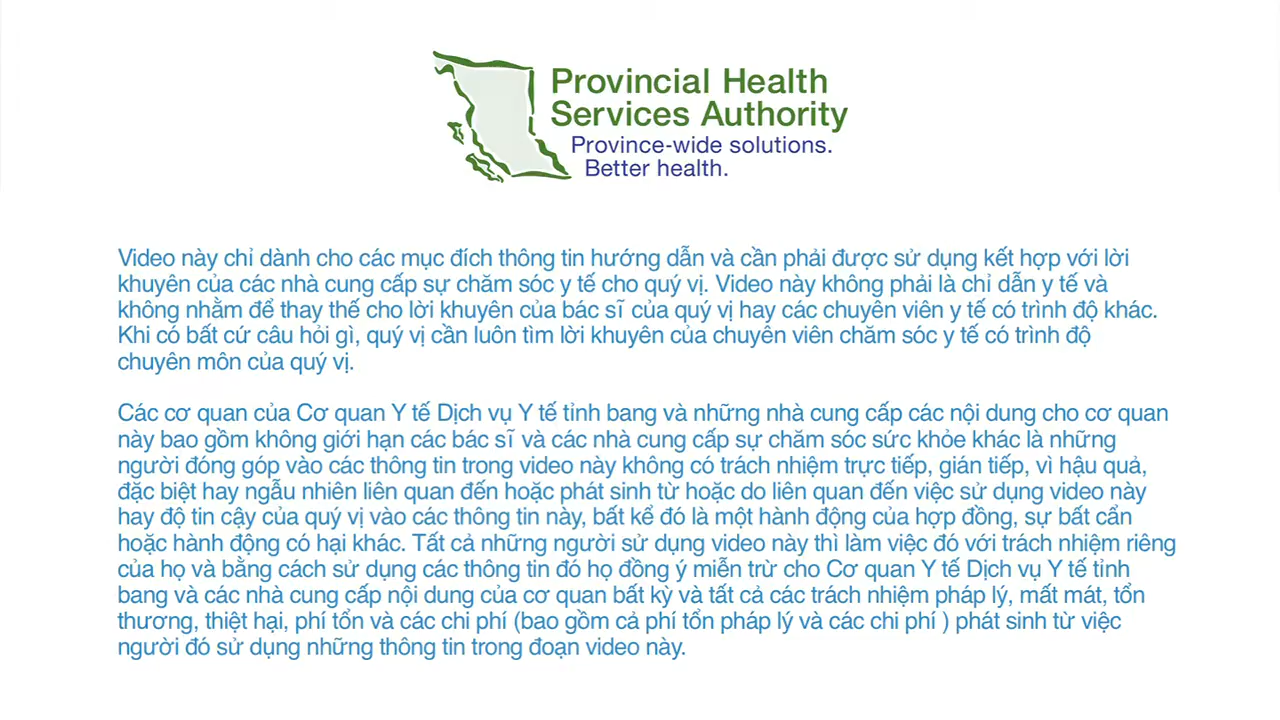 Provincial Health
Services Authority
Province-wide solutions.
Better health.
Video này chỉ dành cho các mục đích thông tin hướng dẫn và cần phải được sử dụng kết hợp với lời
khuyên của các nhà cung cấp sự chăm sóc y tế cho quý vị. Video này không phải là chỉ dẫn y tế và
không nhằm để thay thế cho lời khuyên của bác sĩ của quý vị hay các chuyên viên y tế có trình độ khác.
Khi có bất cứ câu hỏi gì, quý vị cần luôn tìm lời khuyên của chuyên viên chăm sóc y tế có trình độ
chuyên môn của quý vị.
Các cơ quan của Cơ quan Y tế Dịch vụ Y tế tỉnh bang và những nhà cung cấp các nội dung cho cơ quan
này bao gồm không giới hạn các bác sĩ và các nhà cung cấp sự chăm sóc sức khỏe khác là những
người đóng góp vào các thông tin trong video này không có trách nhiệm trực tiếp, gián tiếp, vì hậu quả,
đặc biệt hay ngẫu nhiên liên quan đến hoặc phát sinh từ hoặc do liên quan đến việc sử dụng video này
hay độ tin cậy của quý vị vào các thông tin này, bất kể đó là một hành động của hợp đồng, sự bất cẩn
hoặc hành động có hại khác. Tất cả những người sử dụng video này thì làm việc đó với trách nhiệm riêng
của họ và bằng cách sử dụng các thông tin đó họ đồng ý miễn trừ cho Cơ quan Y tế Dịch vụ Y tế tỉnh
bang và các nhà cung cấp nội dung của cơ quan bất kỳ và tất cả các trách nhiệm pháp lý, mất mát, tổn
thương, thiệt hại, phí tổn và các chi phí (bao gồm cả phí tổn pháp lý và các chi phí ) phát sinh từ việc
người đó sử dụng những thông tin trong đoạn video này.